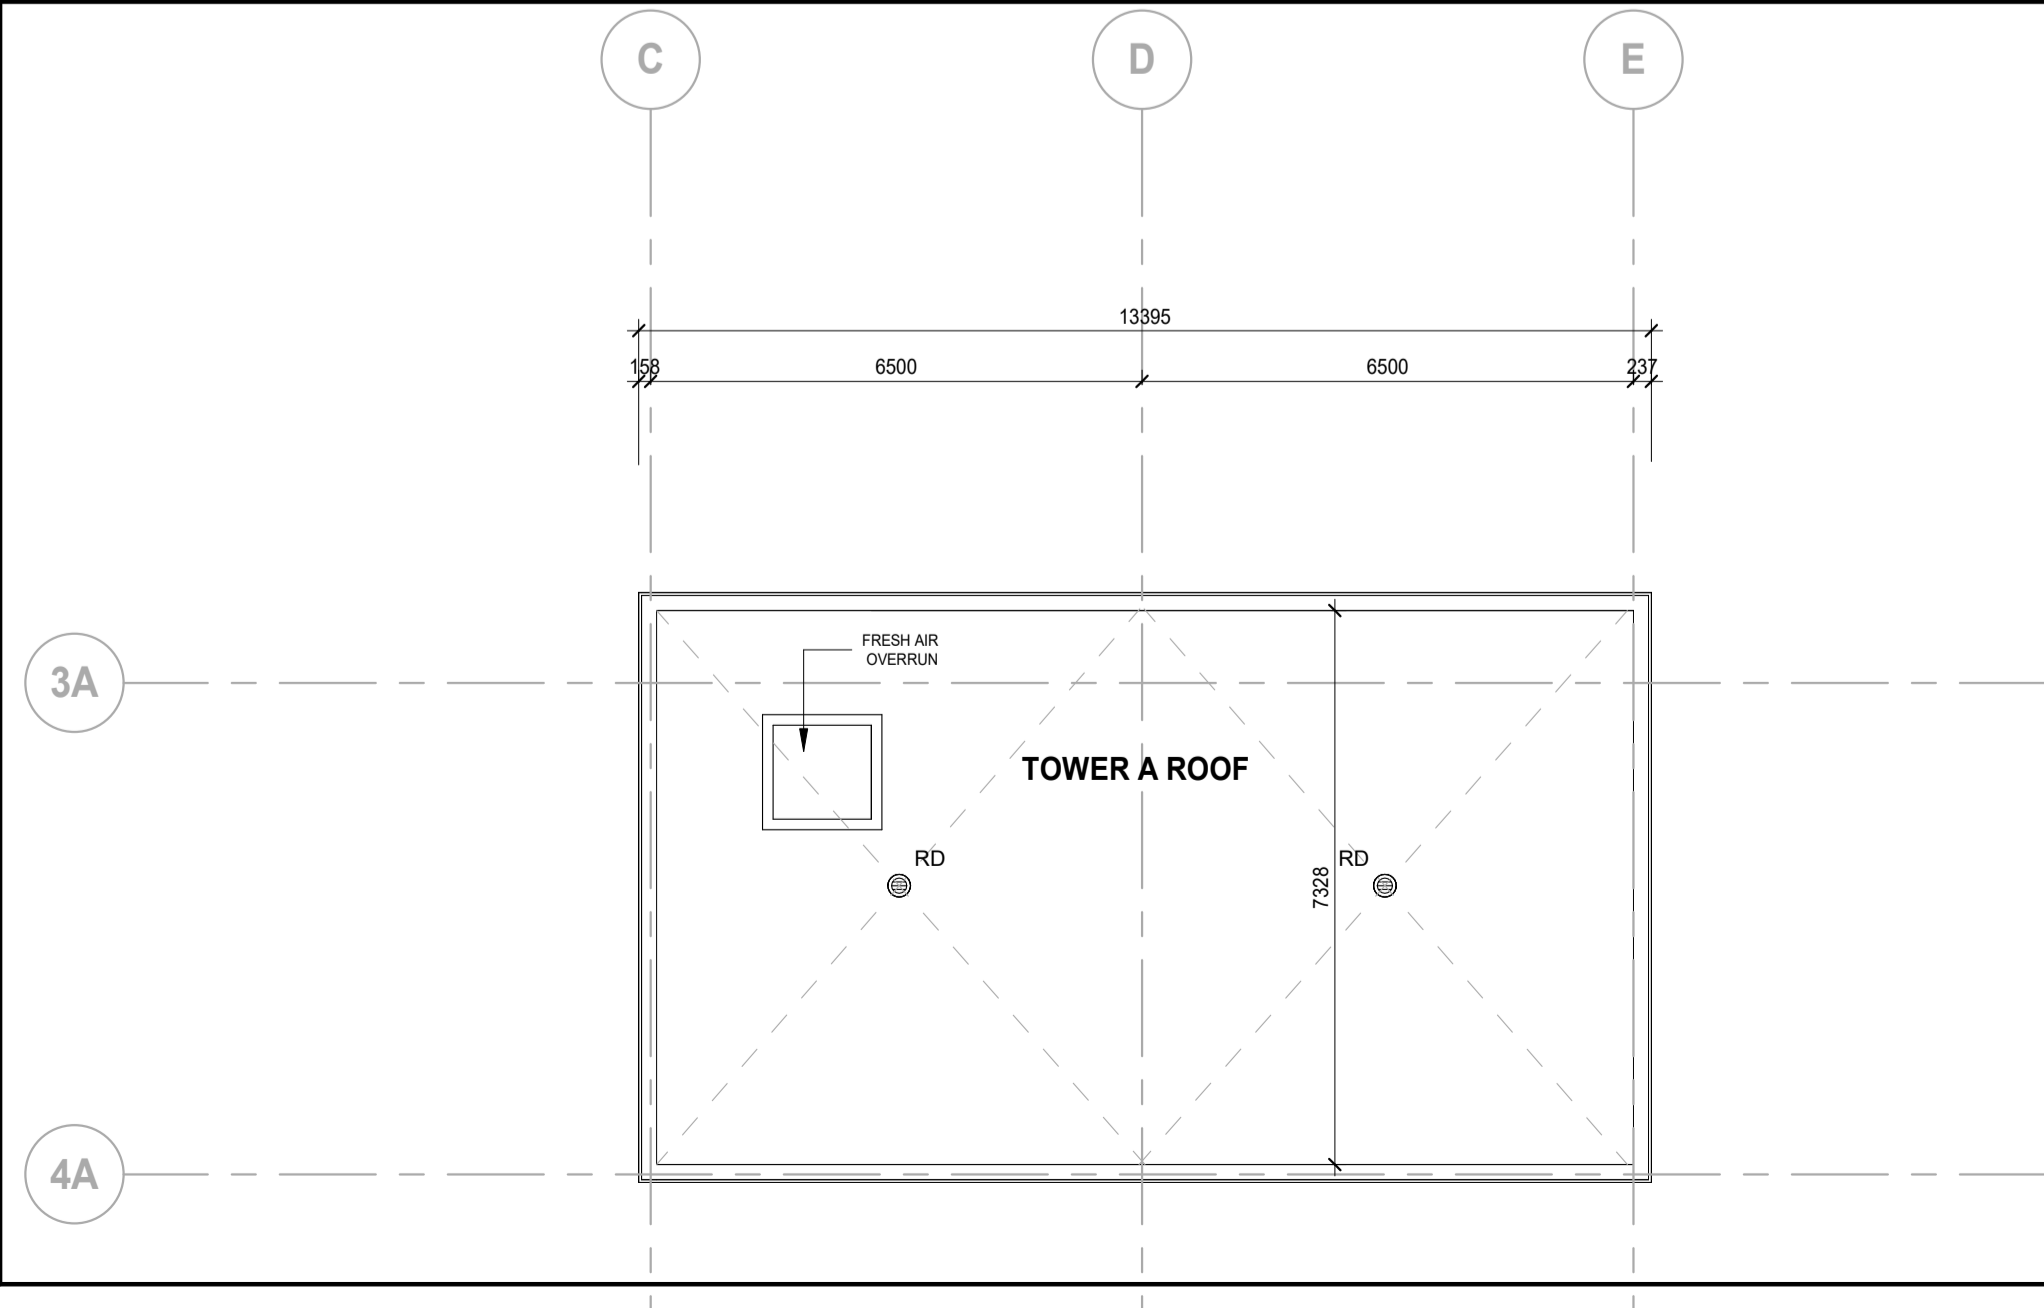 C
D
E
13395
158
6500
6500
237
FRESH AIR
OVERRUN
3A
TOWER A ROOF
RD
RD
7328
4A